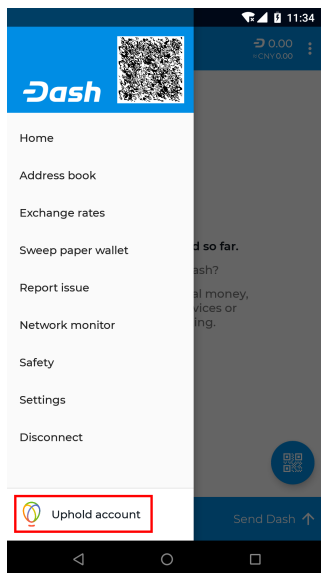 11:34
Dash
0.00
≈CNY 0.00
Home
Address book
Exchange rates
Sweep paper wallet
d so far.
ash?
Report issue
al money,
vices or
ing.
Network monitor
Safety
Settings
Disconnect
Uphold account
Send Dash